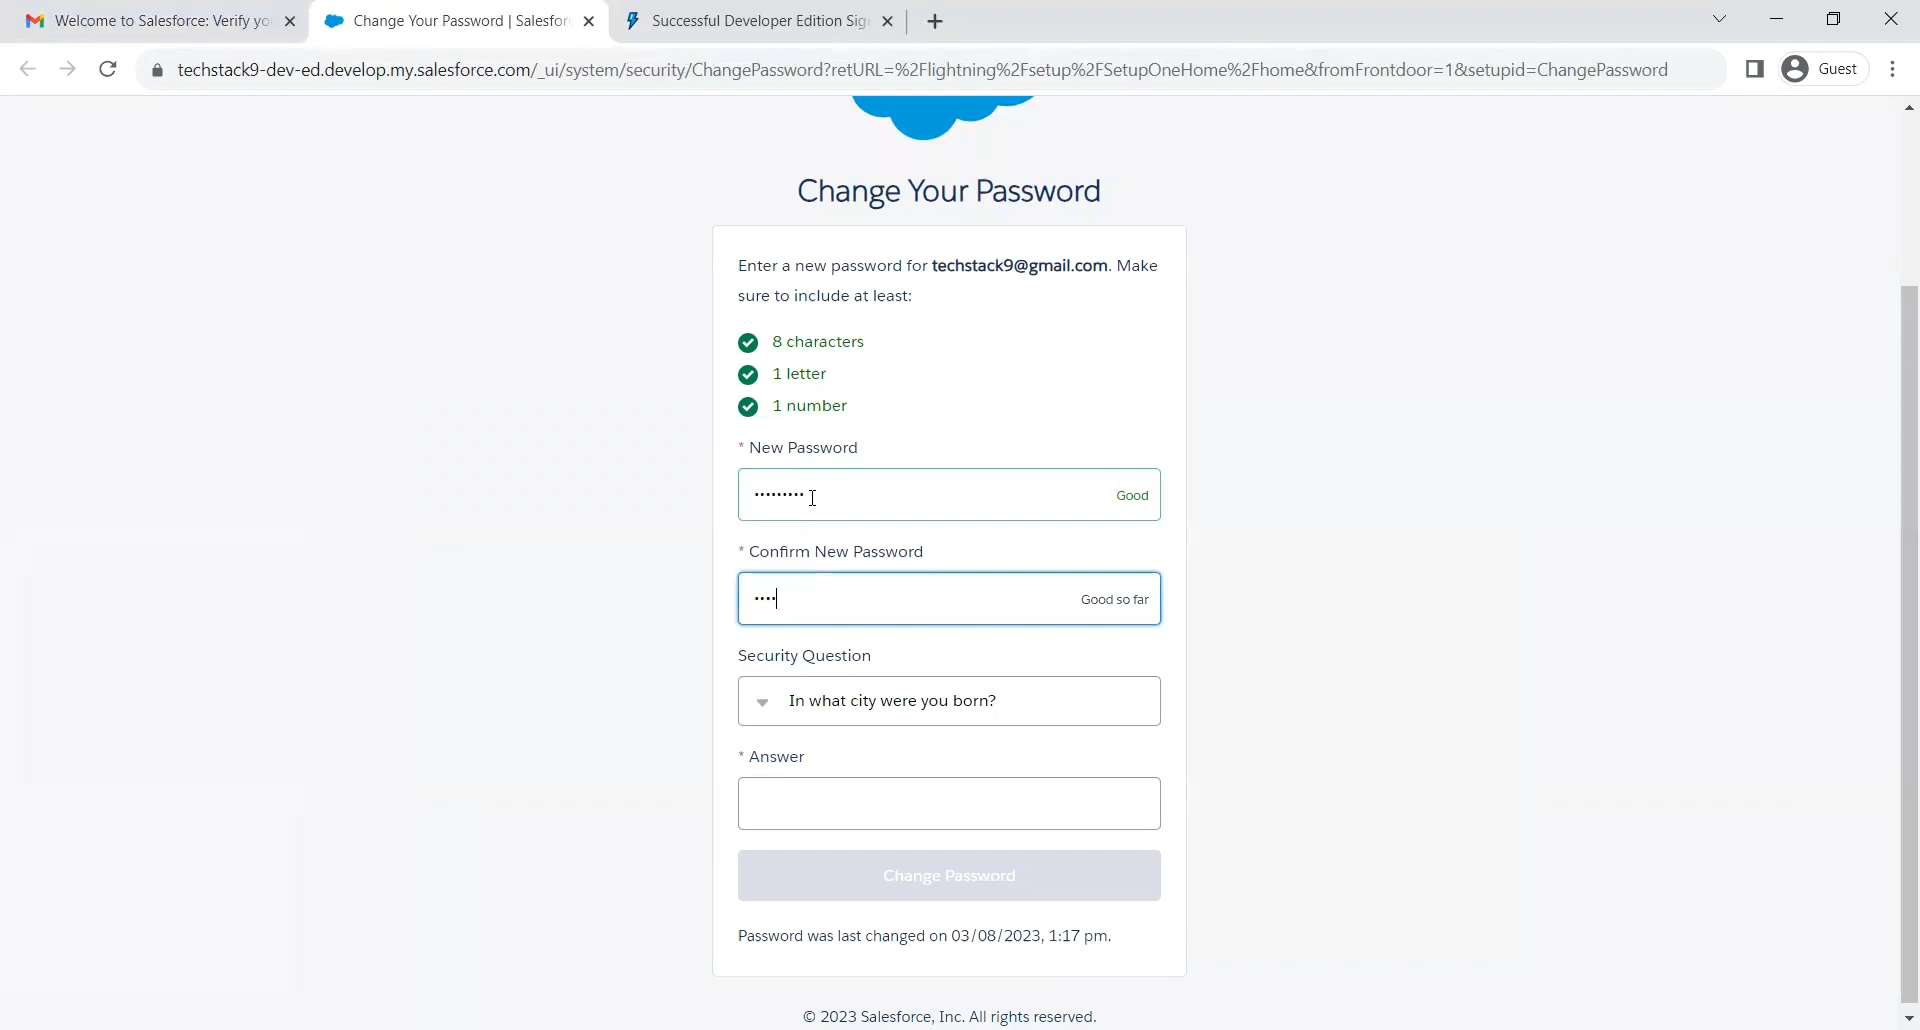 Welcome to Salesforce: Verify yo
Change Your Password | Salesfor
Successful Developer Edition Sig
techstack9-dev-ed.develop.my.salesforce.com/_ui/system/security/ChangePassword?retURL=%2Flightning%2Fsetup%2FSetupOneHome%2Fhome&fromFrontdoor=1&setupid=ChangePassword
Guest
Change Your Password
Enter a new password for techstack9@gmail.com. Make
sure to include at least:
8 characters
1 letter
1 number
* New Password
••••••••• Good
* Confirm New Password
•••• Good so far
Security Question
In what city were you born?
* Answer
Change Password
Password was last changed on 03/08/2023, 1:17 pm.
© 2023 Salesforce, Inc. All rights reserved.